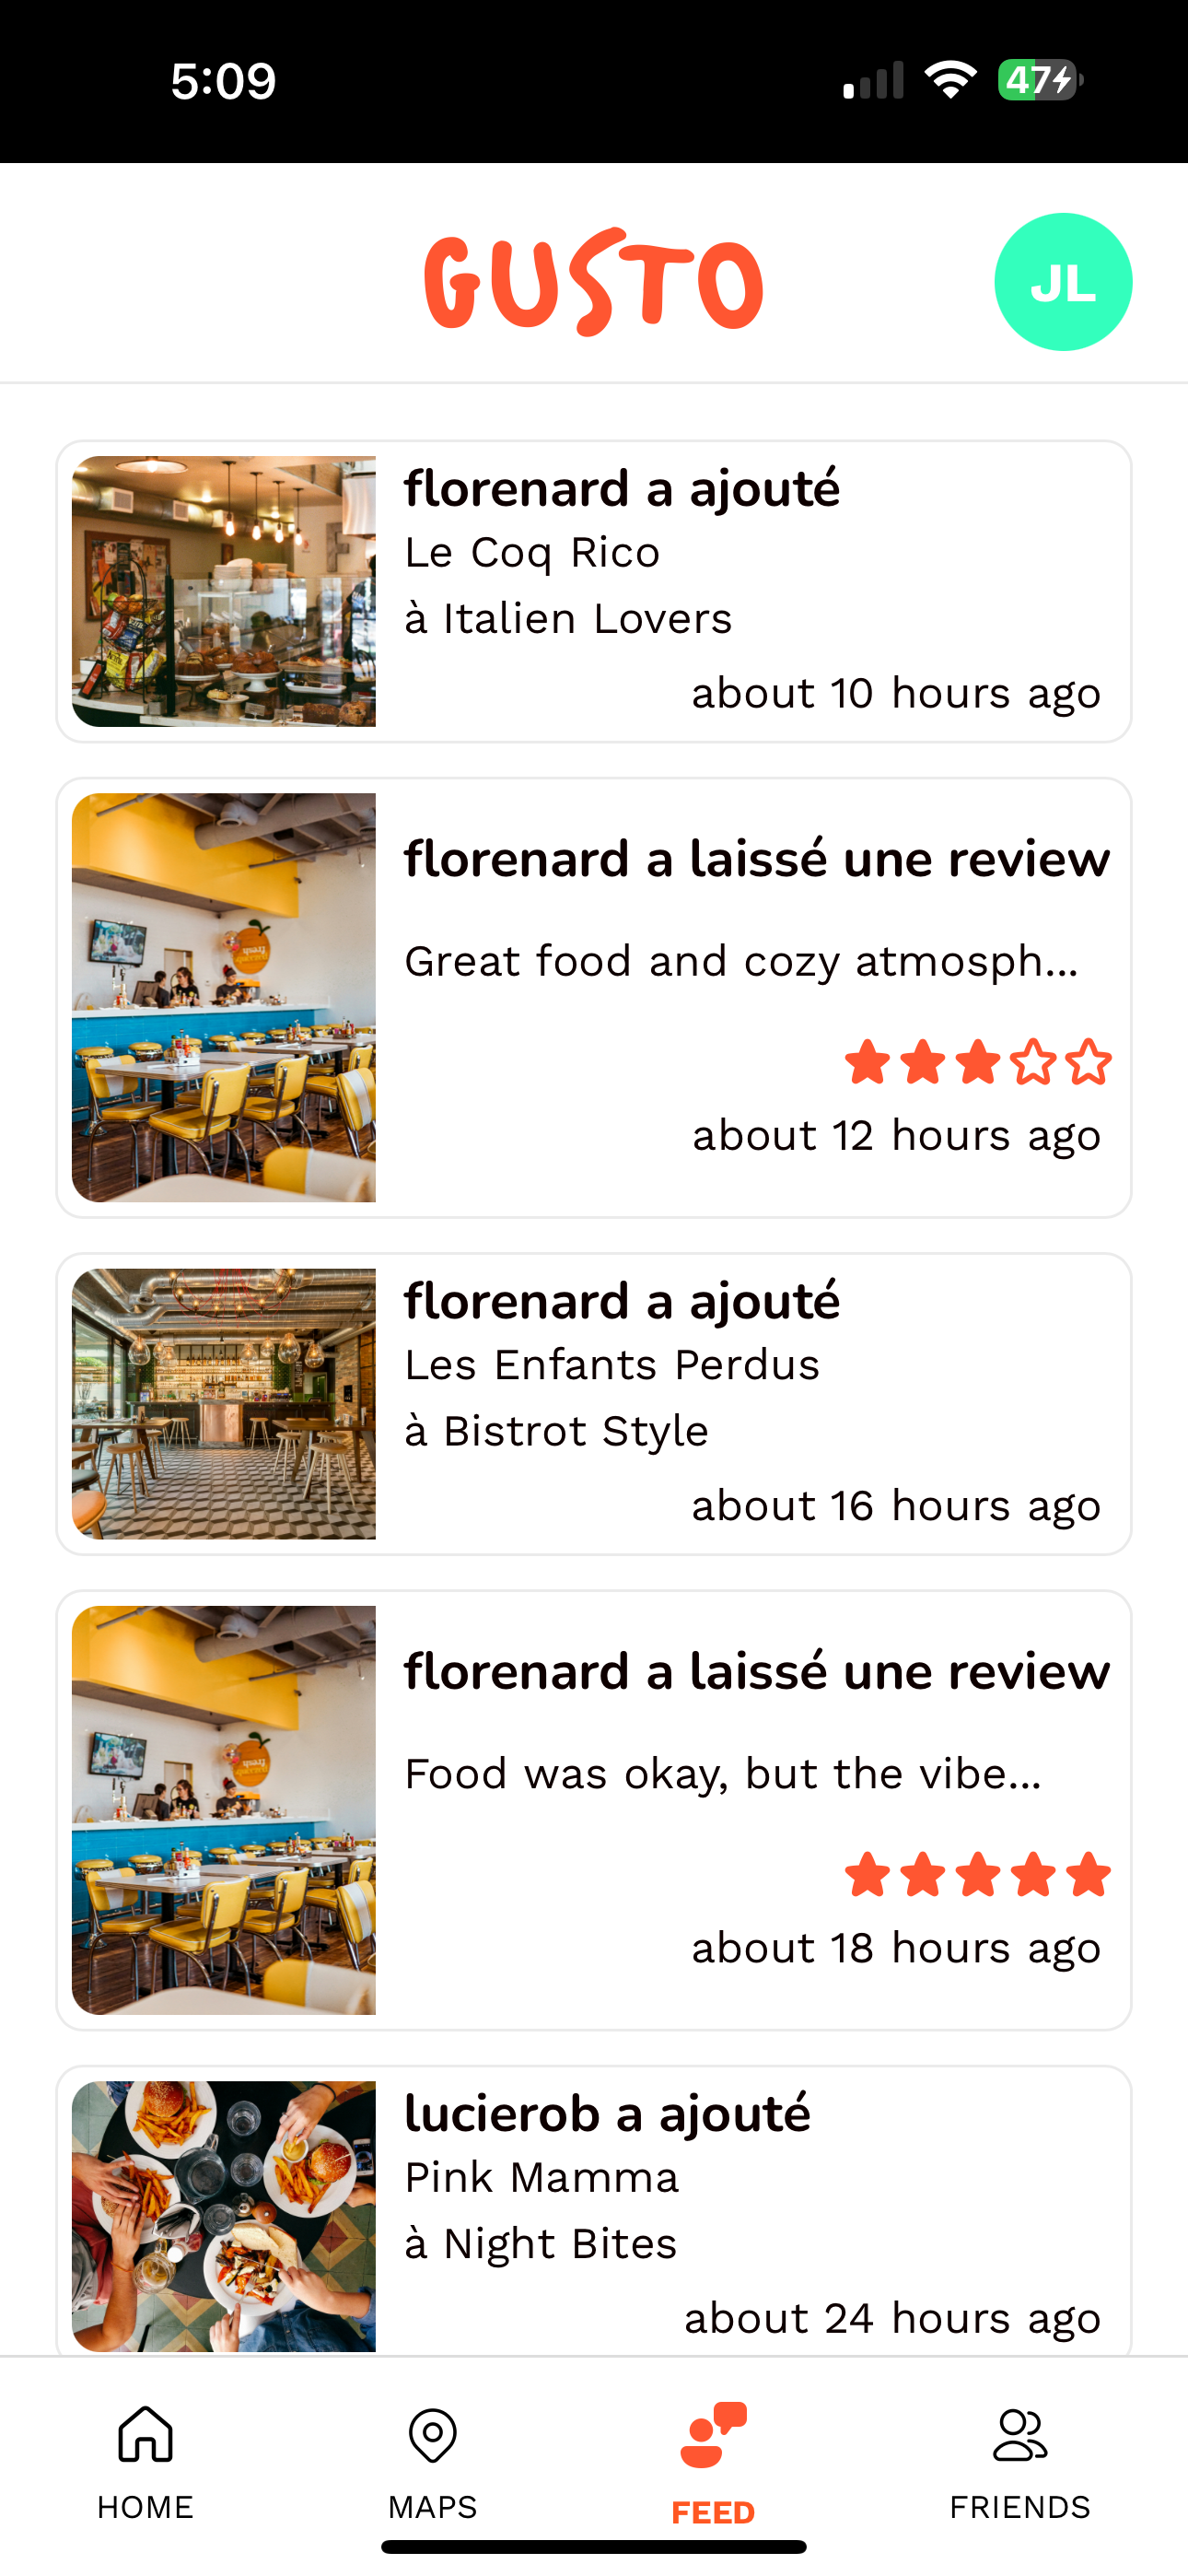 5:09
47
GUSTO
JL
florenard a ajouté
Le Coq Rico
à Italien Lovers
about 10 hours ago
florenard a laissé une review
Great food and cozy atmosph...
about 12 hours ago
florenard a ajouté
Les Enfants Perdus
à Bistrot Style
about 16 hours ago
florenard a laissé une review
Food was okay, but the vibe...
about 18 hours ago
lucierob a ajouté
Pink Mamma
à Night Bites
about 24 hours ago
HOME
MAPS
FEED
FRIENDS